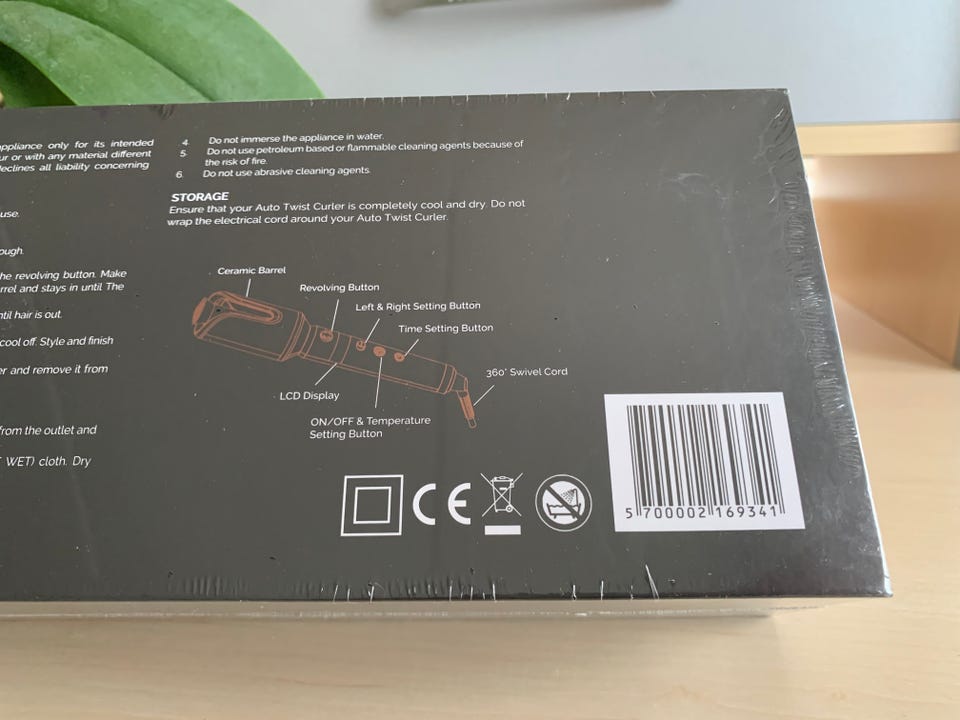 appliance only for its intended
ur or with any material different
declines all liability concerning
use.
ough.
he revolving button. Make
rrel and stays in until The
ntil hair is out.
cool off. Style and finish
er and remove it from
from the outlet and
WET) cloth. Dry
4. Do not immerse the appliance in water.
5. Do not use petroleum based or flammable cleaning agents because of
the risk of fire.
6. Do not use abrasive cleaning agents.
STORAGE
Ensure that your Auto Twist Curler is completely cool and dry. Do not
wrap the electrical cord around your Auto Twist Curler.
Ceramic Barrel
Revolving Button
Left & Right Setting Button
Time Setting Button
360° Swivel Cord
LCD Display
ON/OFF & Temperature
Setting Button
CE
5 700002 169341